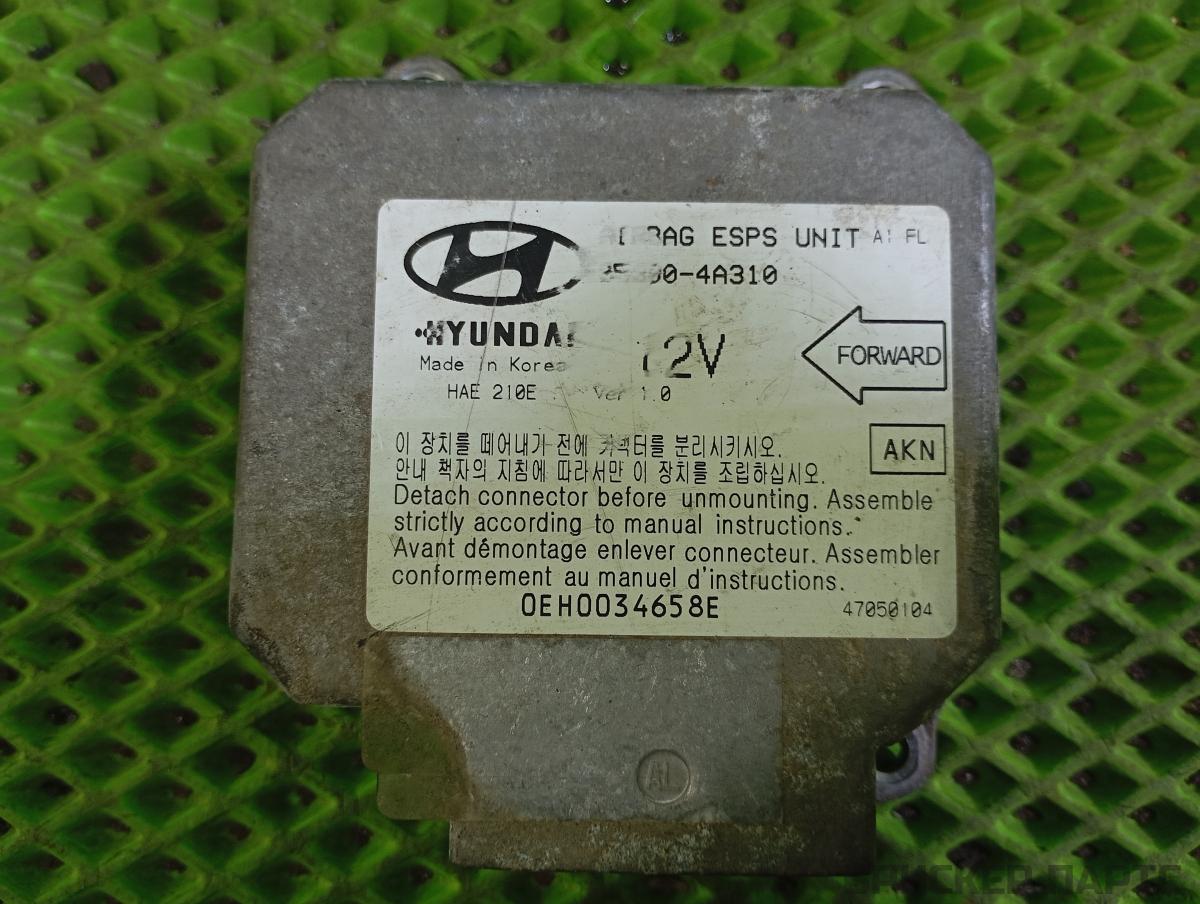 UNIT A1 FL
ESPS
-4A310
HYUNDAI
12V
FORWARD
Made in Korea
HAE 210E Ver 1.0
AKN
이 장치를 떼어내기 전에 커넥터를 분리시키시오.
안내 책자의 지침에 따라서만 이 장치를 조립하십시오.
Detach connector before unmounting. Assemble
strictly according to manual instructions.
Avant démontage enlever connecteur. Assembler
conformement au manuel d'instructions.
0EH0034658E 47050104
AL